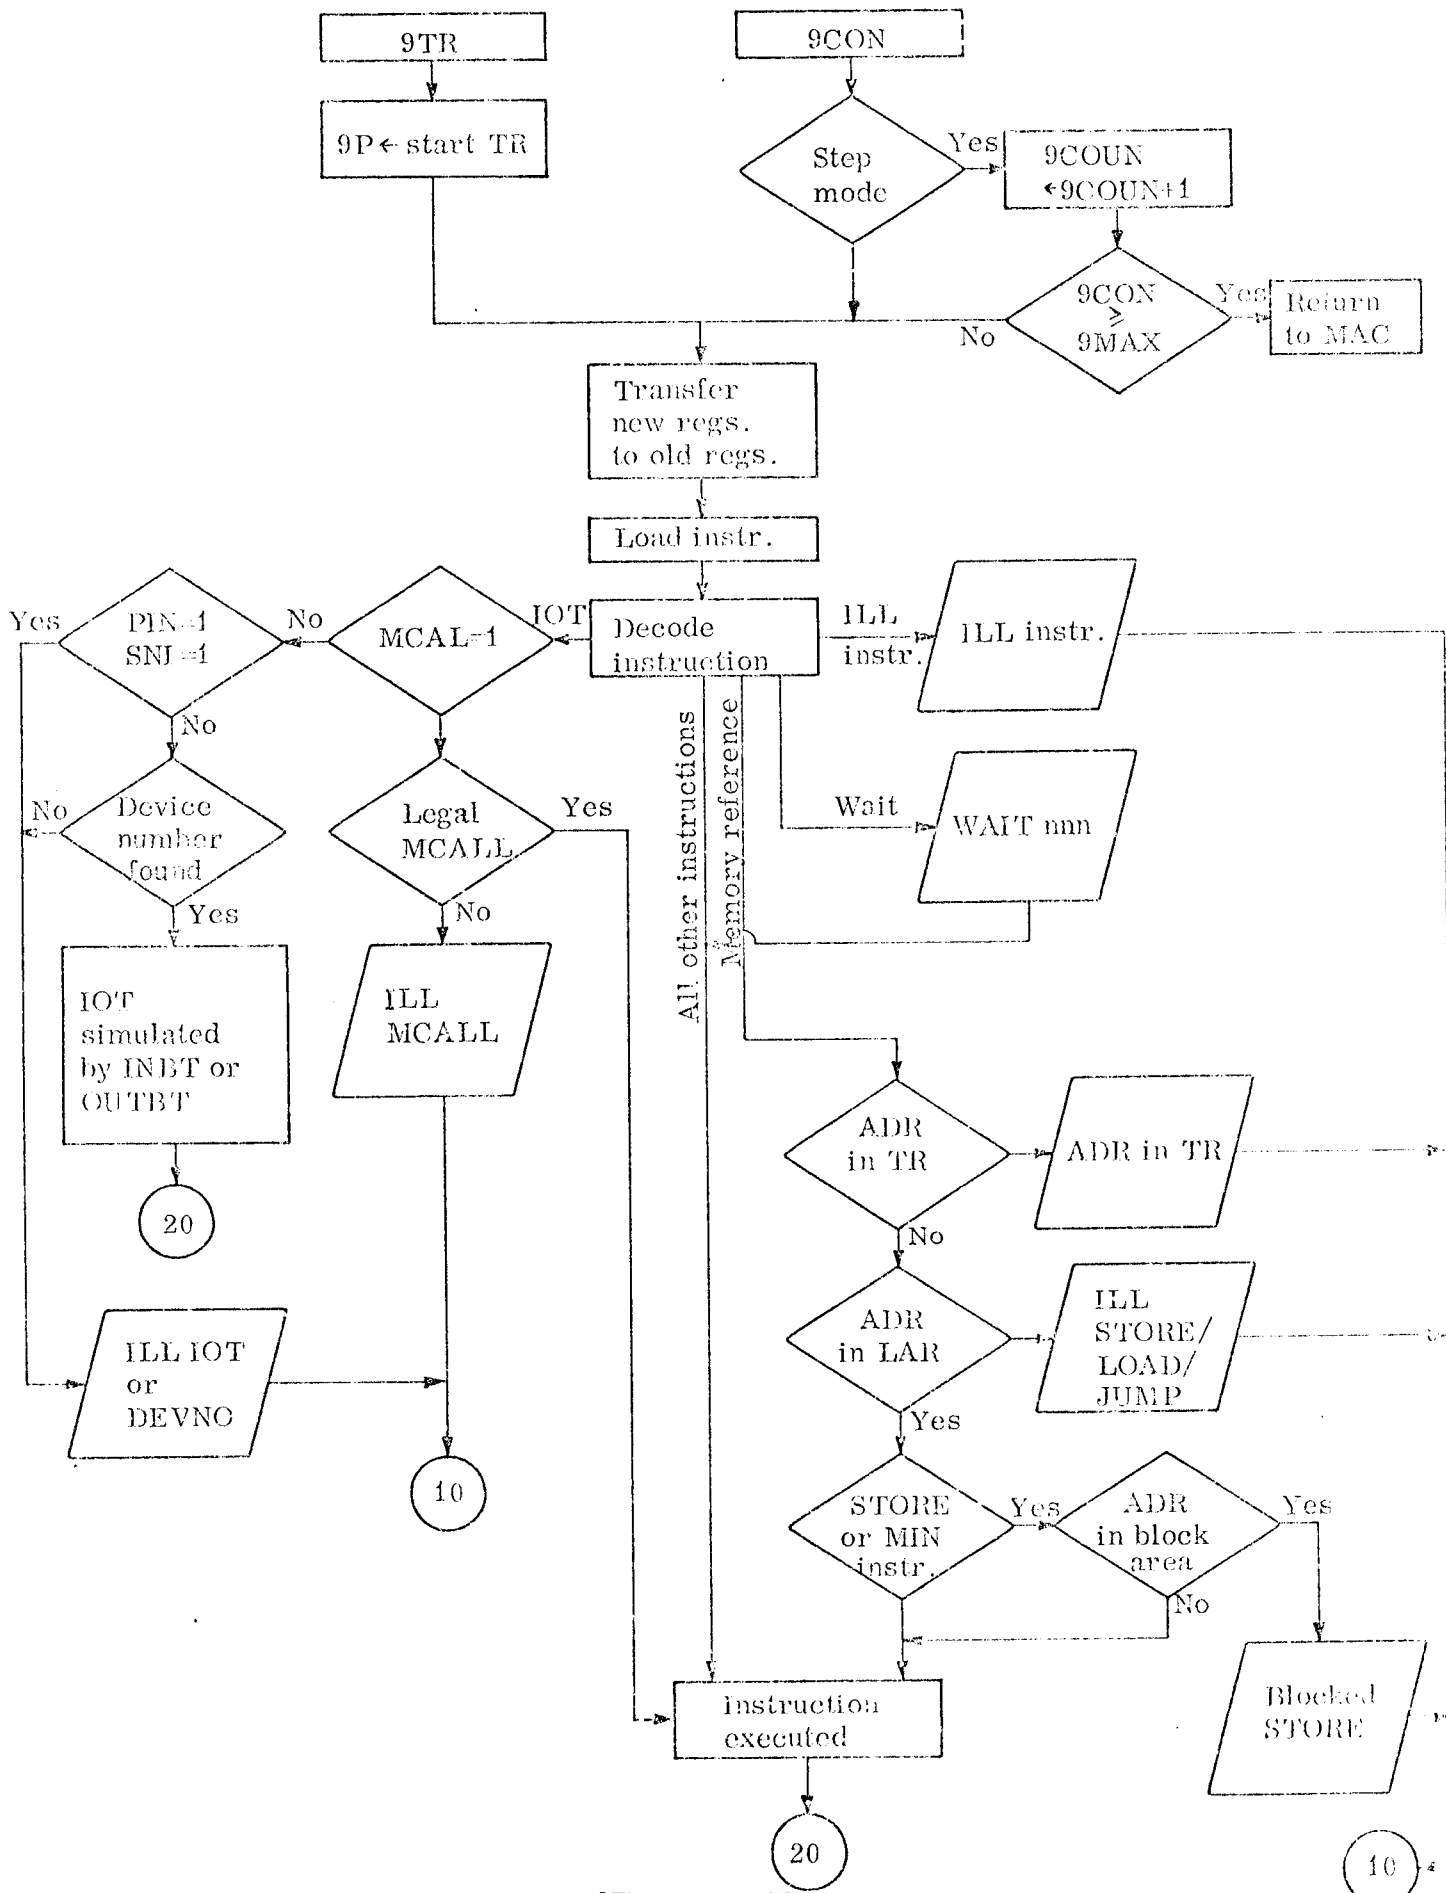 9TR
9CON
9P← start TR
Step
mode
Yes
9COUN
←9COUN+1
9CON
≥
9MAX
Yes
No
Return
to MAC
Transfer
new regs.
to old regs.
Load instr.
Decode
instruction
IOT
ILL
instr.
ILL instr.
MCAL=1
No
PIN=1
SNI=1
Yes
No
Device
number
found
No
Yes
Legal
MCALL
Yes
No
Wait
WAIT nnn
All other instructions
Memory reference
IOT
simulated
by INBT or
OUTBT
20
ILL
MCALL
ILL IOT
or
DEVNO
10
ADR
in TR
ADR in TR
No
ADR
in LAR
ILL
STORE/
LOAD/
JUMP
Yes
STORE
or MIN
instr.
Yes
ADR
in block
area
Yes
No
Blocked
STORE
Instruction
executed
20
10